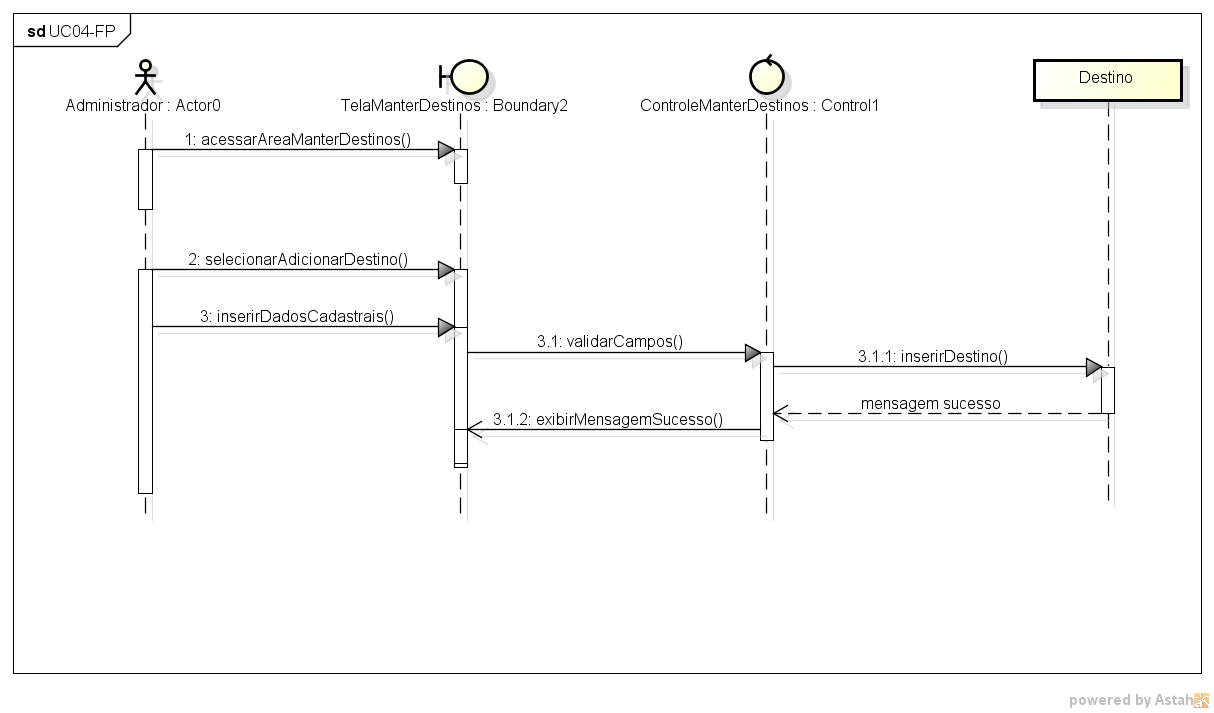 sd UC04-FP
Administrador : Actor0
TelaManterDestinos : Boundary2
ControleManterDestinos : Control1
Destino
1: acessarAreaManterDestinos()
2: selecionarAdicionarDestino()
3: inserirDadosCadastrais()
3.1: validarCampos()
3.1.1: inserirDestino()
mensagem sucesso
3.1.2: exibirMensagemSucesso()
powered by Astah